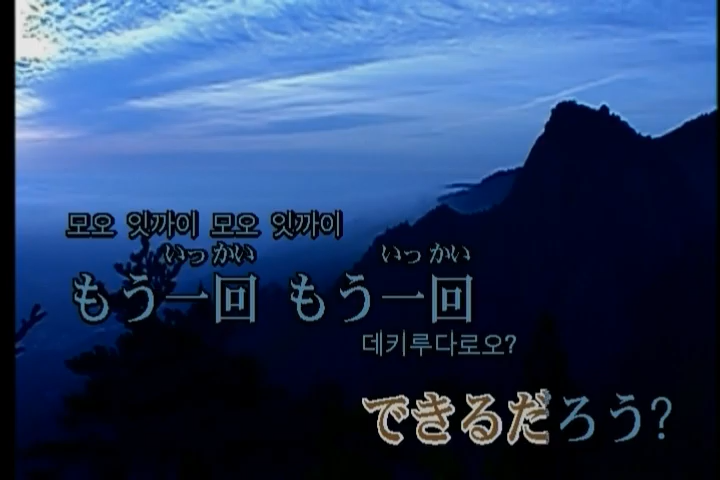 모오 잇까이 모오 잇까이
いっかい いっかい
もう一回 もう一回
데키루다로오?
できるだろう?